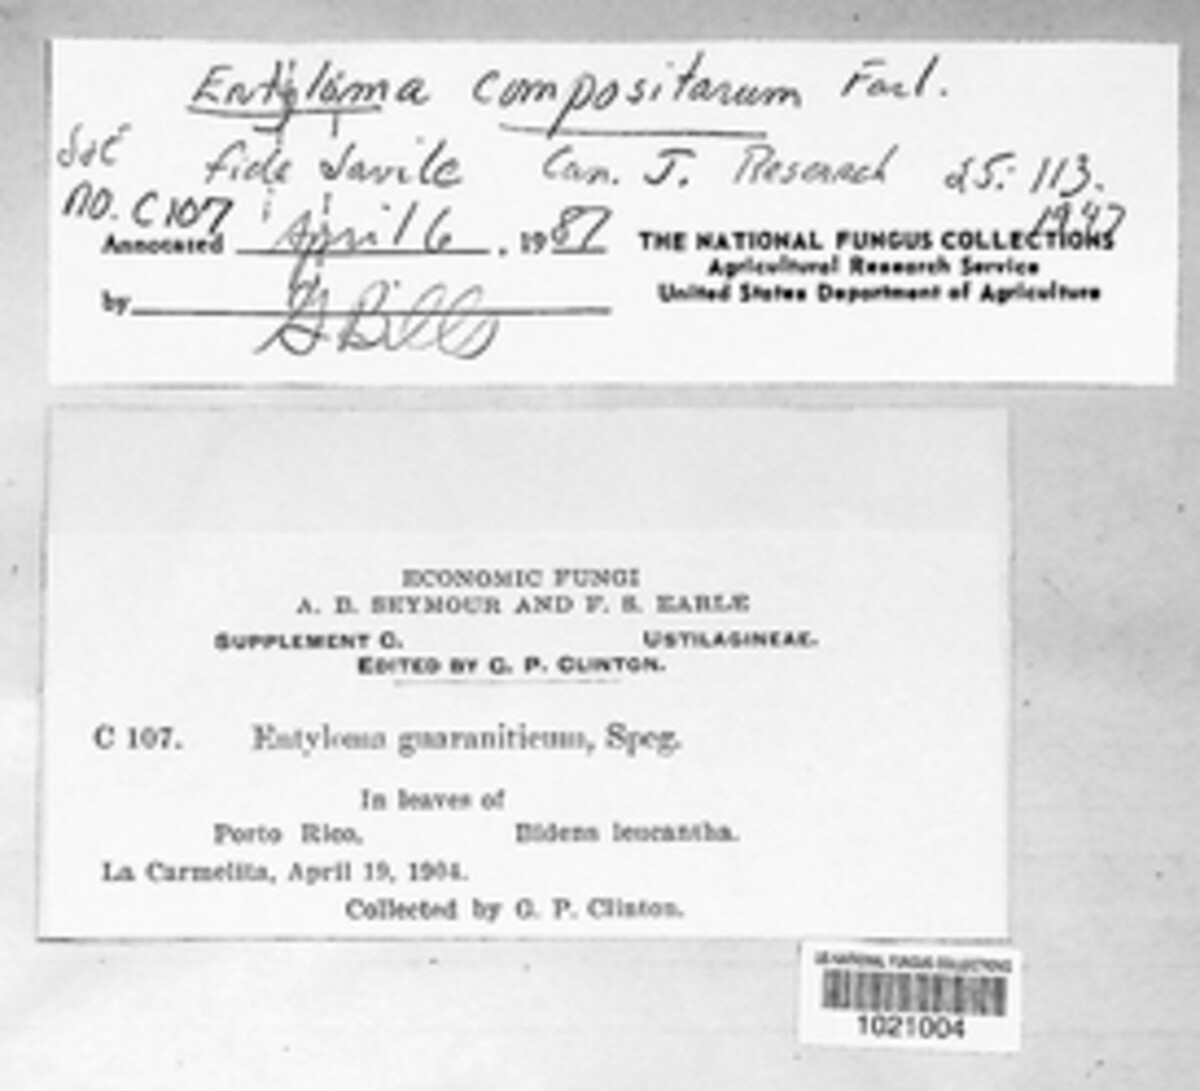 Entyloma compositarum Farl.
fide Savile Can. J. Research 25: 113.
1947
no. C107
Annotated April 6, 1987
by G Bills
THE NATIONAL FUNGUS COLLECTIONS
Agricultural Research Service
United States Department of Agriculture
ECONOMIC FUNGI
A. B. SEYMOUR AND F. S. EARLE
SUPPLEMENT C. USTILAGINEAE.
EDITED BY G. P. CLINTON.
C 107. Entyloma guaraniticum, Speg.
In leaves of
Porto Rico. Bidens leucantha.
La Carmelita, April 19, 1904.
Collected by G. P. Clinton.
US NATIONAL FUNGUS COLLECTIONS
1021004